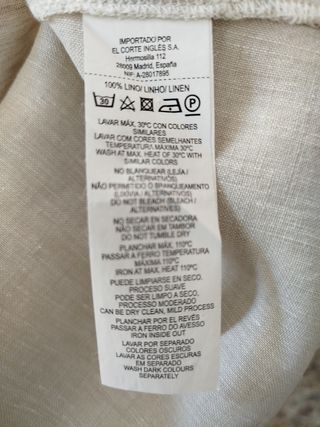 IMPORTADO POR
EL CORTE INGLÉS S.A.
Hermosilla 112
28009 Madrid, España
NIF: A-28017895
100% LINO/ LINHO/ LINEN
30 P
LAVAR MÁX. 30ºC CON COLORES
SIMILARES
LAVAR COM CORES SEMELHANTES
TEMPERATURA MÁXIMA 30ºC
WASH AT MAX. HEAT OF 30ºC WITH
SIMILAR COLORS
NO BLANQUEAR (LEJÍA /
ALTERNATIVOS)
NÃO PERMITIDO O BRANQUEAMENTO
(LIXÍVIA / ALTERNATIVOS)
DO NOT BLEACH (BLEACH /
ALTERNATIVES)
NO SECAR EN SECADORA
NÃO SECAR EM TAMBOR
DO NOT TUMBLE DRY
PLANCHAR MÁX. 110ºC
PASSAR A FERRO TEMPERATURA
MÁXIMA 110ºC
IRON AT MAX. HEAT 110ºC
PUEDE LIMPIARSE EN SECO.
PROCESO SUAVE
PODE SER LIMPO A SECO.
PROCESSO MODERADO
CAN BE DRY CLEAN, MILD PROCESS
PLANCHAR POR EL REVÉS
PASSAR A FERRO DO AVESSO
IRON INSIDE OUT
LAVAR POR SEPARADO
COLORES OSCUROS
LAVAR AS CORES ESCURAS
EM SEPARADO
WASH DARK COLOURS
SEPARATELY